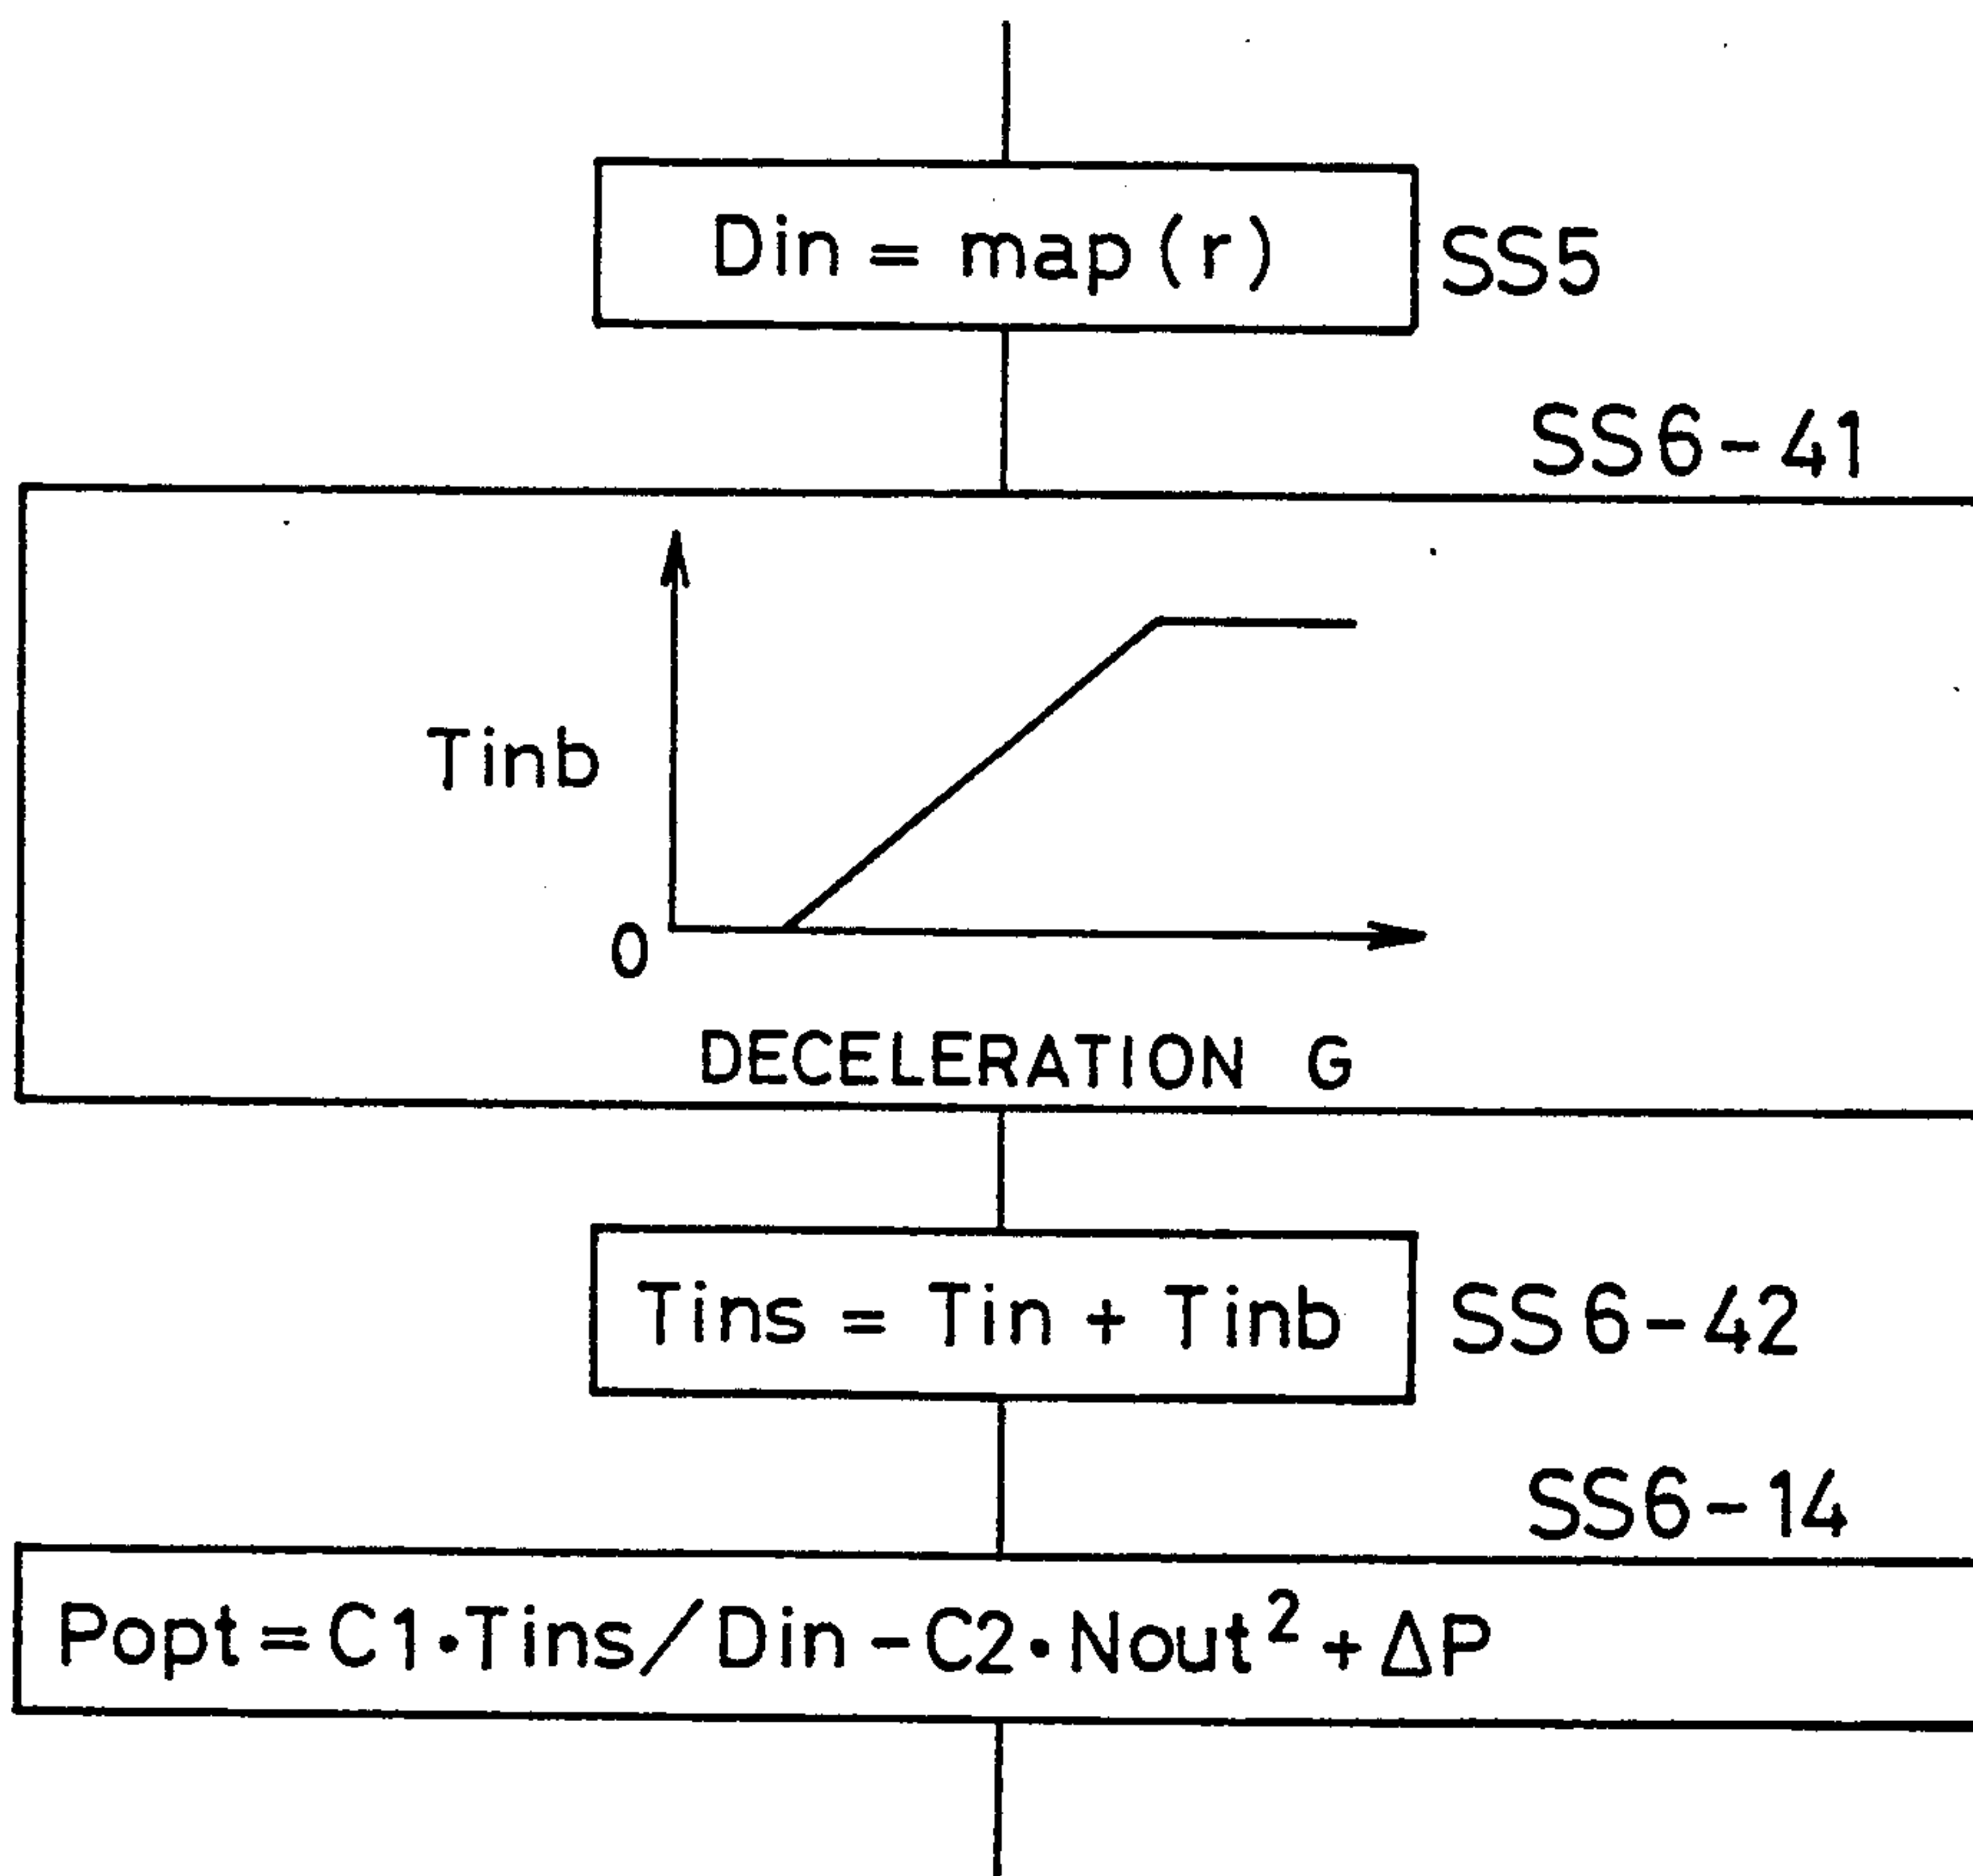 Din = map (r)
SS5
SS6-41
Tinb
0
DECELERATION G
Tins = Tin + Tinb
SS6-42
SS6-14
Popt = C1·Tins/Din - C2·Nout² + ΔP